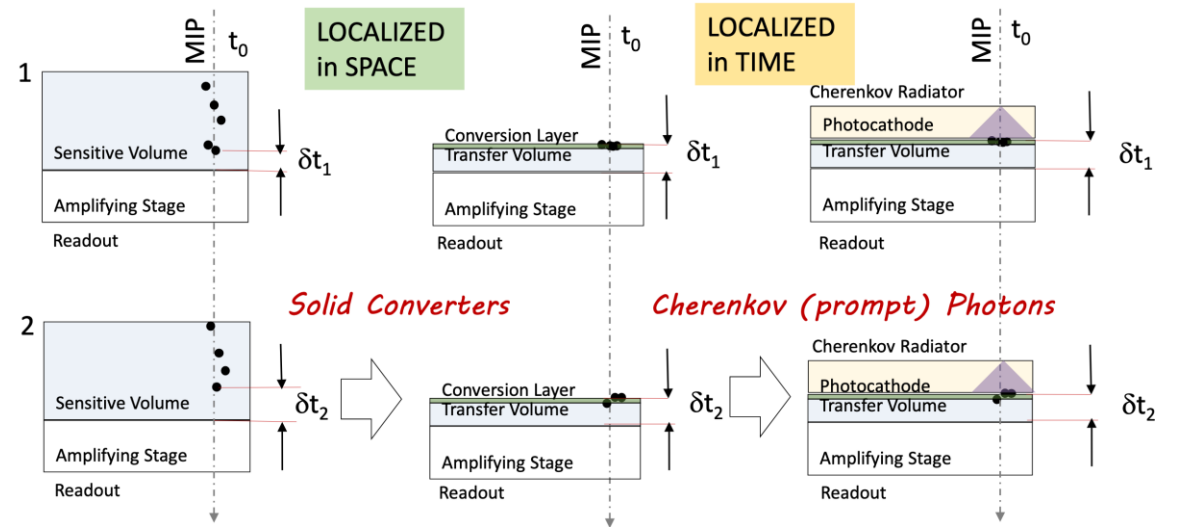 MIP
t0
LOCALIZED
in SPACE
MIP
t0
LOCALIZED
in TIME
MIP
t0
1
Sensitive Volume
δt1
Amplifying Stage
Readout
Conversion Layer
Transfer Volume
δt1
Amplifying Stage
Readout
Cherenkov Radiator
Photocathode
Transfer Volume
δt1
Amplifying Stage
Readout
Solid Converters
Cherenkov (prompt) Photons
2
Sensitive Volume
δt2
Amplifying Stage
Readout
Conversion Layer
Transfer Volume
δt2
Amplifying Stage
Readout
Cherenkov Radiator
Photocathode
Transfer Volume
δt2
Amplifying Stage
Readout